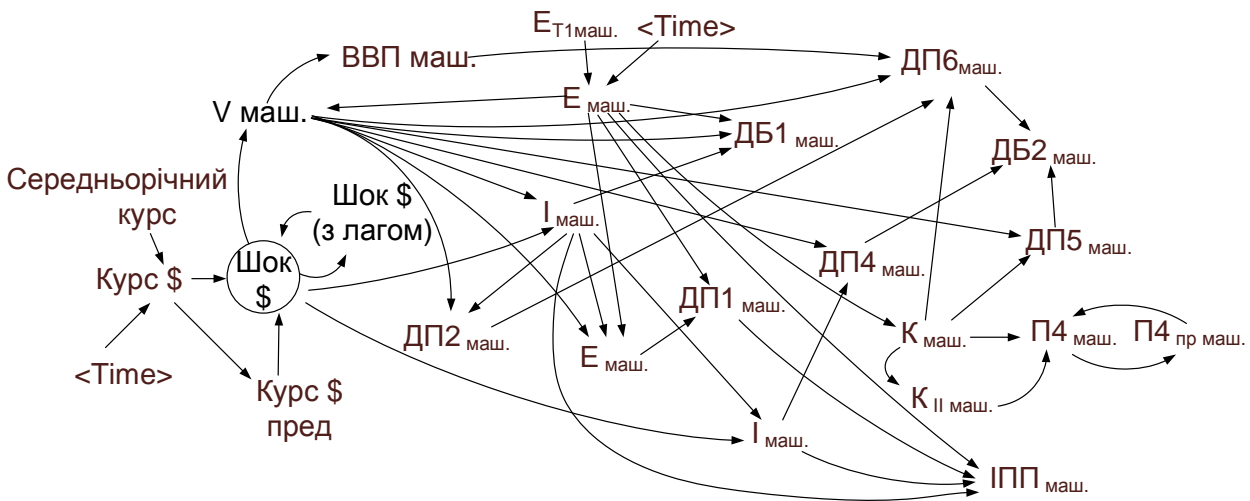 E T1маш.
<Time>
ВВП маш.
ДП6 маш.
V маш.
E маш.
ДБ1 маш.
ДБ2 маш.
Середньорічний
курс
Шок $
(з лагом)
I маш.
ДП5 маш.
Курс $
Шок
$
ДП4 маш.
ДП1 маш.
ДП2 маш.
E маш.
К маш.
П4 маш.
П4 пр маш.
<Time>
Курс $
пред
К II маш.
I маш.
ІПП маш.